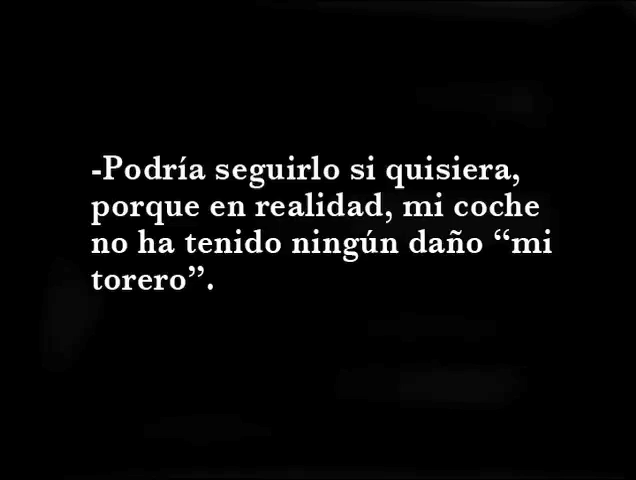 -Podría seguirlo si quisiera,
porque en realidad, mi coche
no ha tenido ningún daño “mi
torero”.